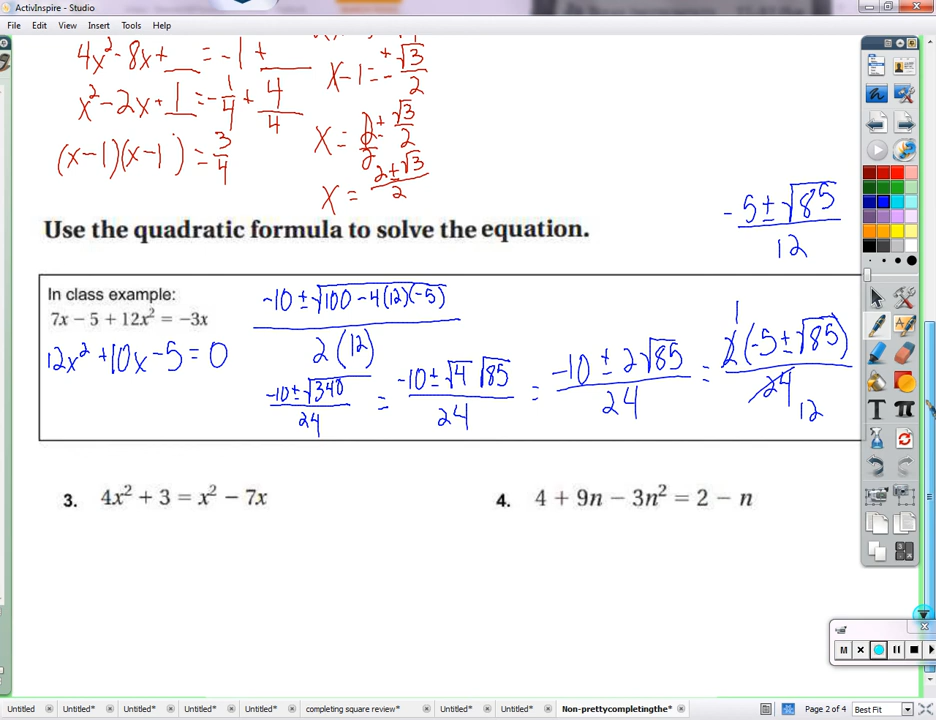 ActivInspire - Studio
File Edit View Insert Tools Help
4x² - 8x + __ = -1 + __
x² - 2x + 1 = -1/4 + 4/4
(x-1)(x-1) = 3/4
x - 1 = ± √3/2
x = 2/2 ± √3/2
x = (2 ± √3)/2
Use the quadratic formula to solve the equation.
(-5 ± √85)/12
In class example:
7x − 5 + 12x² = −3x
12x² + 10x - 5 = 0
(-10 ± √(100 - 4(12)(-5)))/(2(12))
(-10 ± √340)/24 = (-10 ± √4 √85)/24 = (-10 ± 2√85)/24 = 2(-5 ± √85)/24
1
12
3. 4x² + 3 = x² − 7x
4. 4 + 9n − 3n² = 2 − n
M
Untitled Untitled* Untitled* Untitled* Untitled* completing square review* Untitled* Untitled* Non-prettycompletingthe* Page 2 of 4 Best Fit